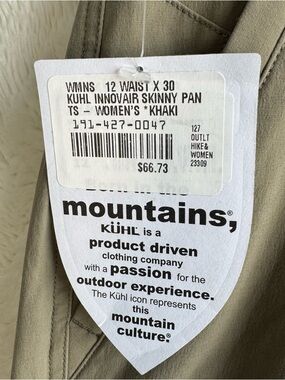 WMNS 12 WAIST X 30
KUHL INNOVAIR SKINNY PAN
TS - WOMEN'S *KHAKI
191-427-0047
127
OUTLT
HIKE&
WOMEN
23309
$66.73
mountains,®
KÜHL is a
product driven
clothing company
with a passion for the
outdoor experience.
The Kühl icon represents
this
mountain
culture.®